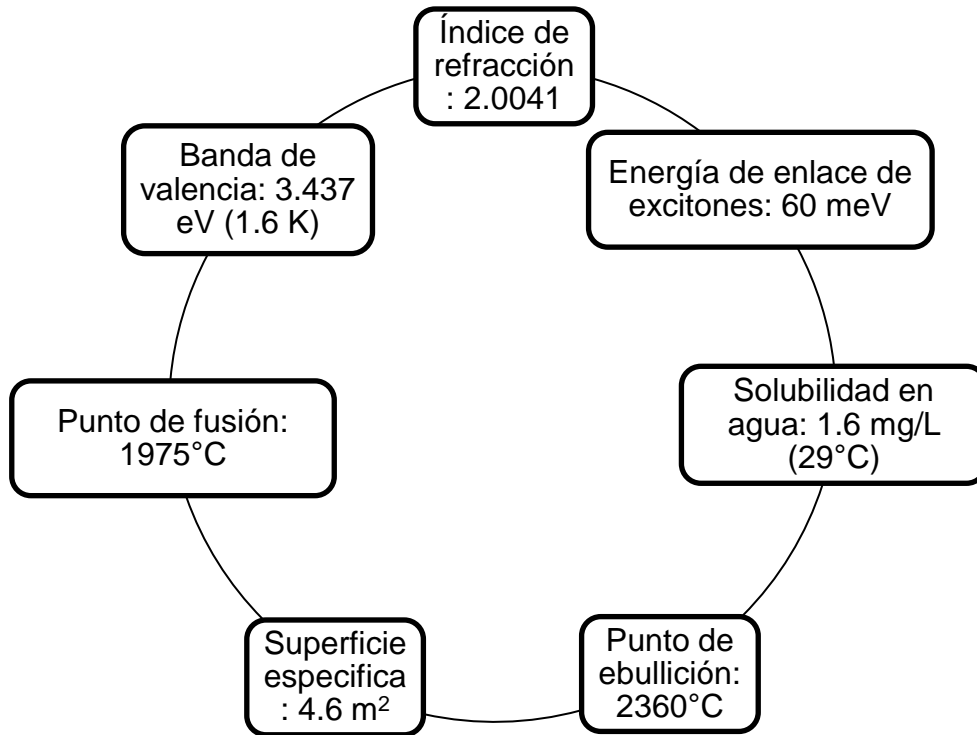 Índice de
refracción
: 2.0041
Energía de enlace de
excitones: 60 meV
Solubilidad en
agua: 1.6 mg/L
(29°C)
Punto de
ebullición:
2360°C
Superficie
especifica
: 4.6 m²
Punto de fusión:
1975°C
Banda de
valencia: 3.437
eV (1.6 K)